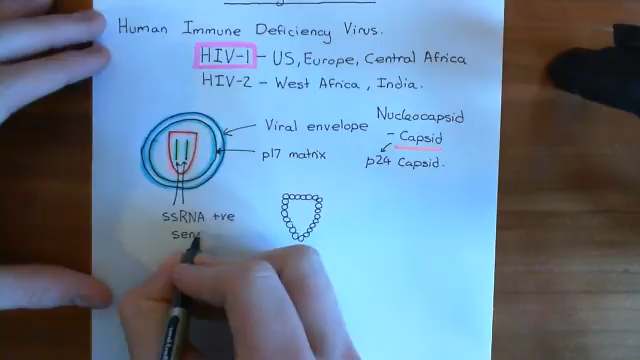 Human Immune Deficiency Virus.
HIV-1 - US, Europe, Central Africa
HIV-2 - West Africa, India.
Nucleocapsid
- Capsid
p24 Capsid.
Viral envelope
p17 matrix
ssRNA +ve
sen